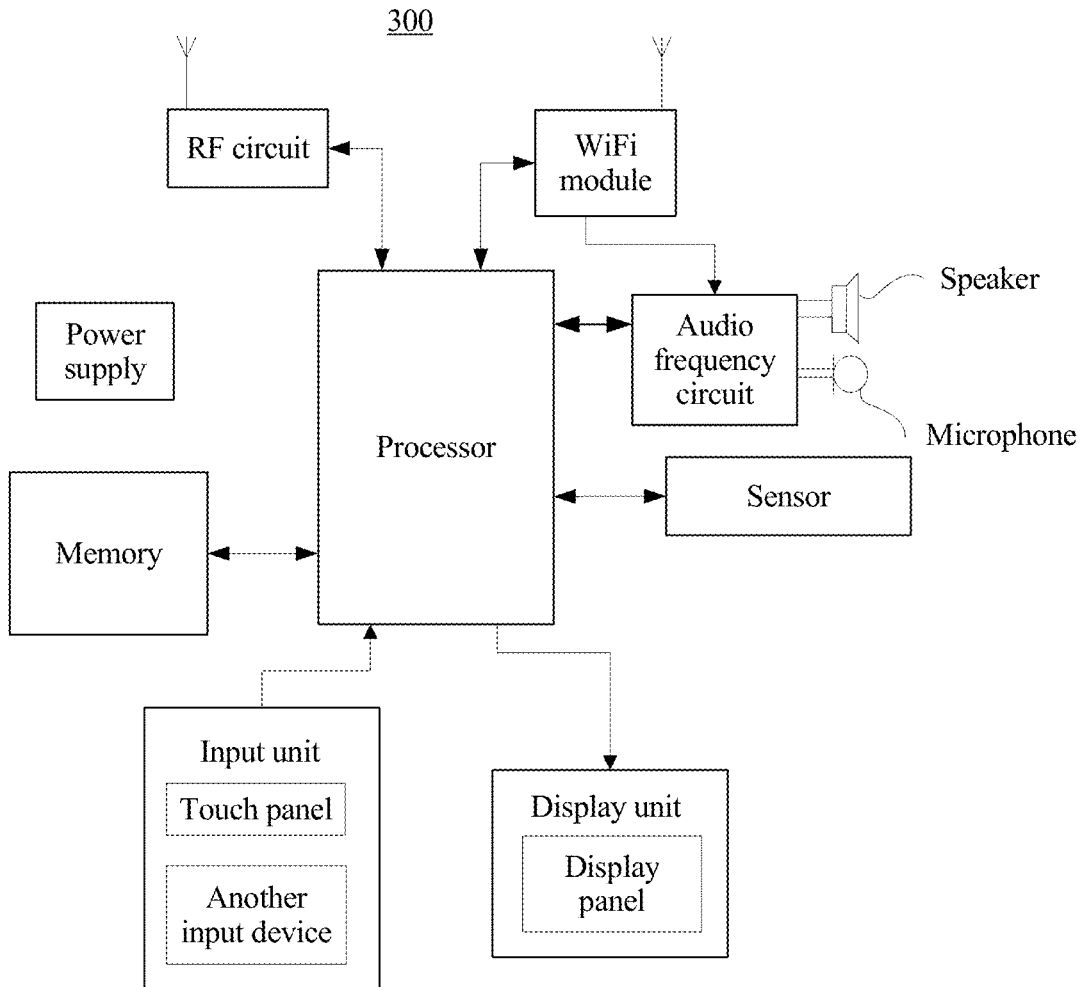 300
RF circuit
WiFi
module
Speaker
Power
supply
Audio
frequency
circuit
Microphone
Processor
Sensor
Memory
Input unit
Touch panel
Another
input device
Display unit
Display
panel